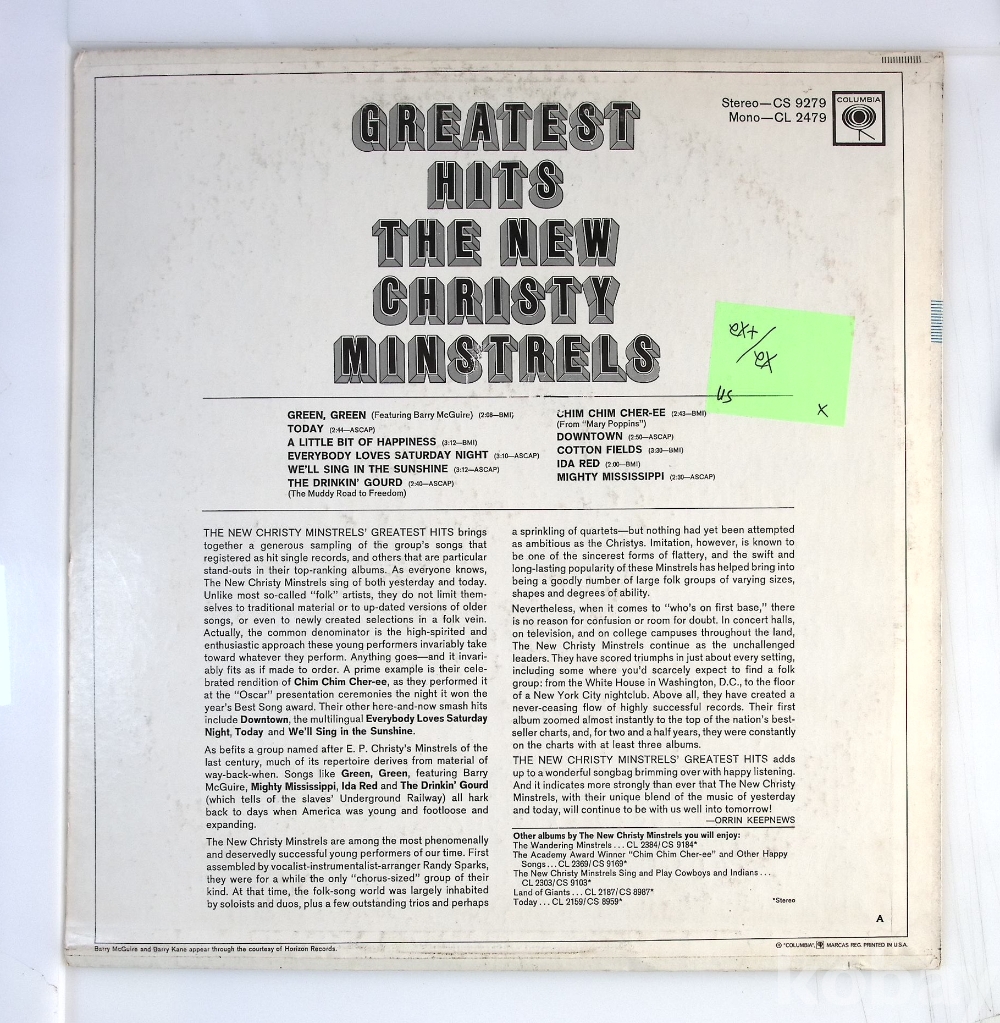 GREATEST
HITS
THE NEW
CHRISTY
MINSTRELS
Stereo—CS 9279
Mono—CL 2479
COLUMBIA
ex+/
ex
us
x
GREEN, GREEN (Featuring Barry McGuire) (2:08—BMI)
TODAY (2:44—ASCAP)
A LITTLE BIT OF HAPPINESS (3:12—BMI)
EVERYBODY LOVES SATURDAY NIGHT (3:10—ASCAP)
WE'LL SING IN THE SUNSHINE (3:12—ASCAP)
THE DRINKIN' GOURD (2:40—ASCAP)
(The Muddy Road to Freedom)
CHIM CHIM CHER-EE (2:43—BMI)
(From "Mary Poppins")
DOWNTOWN (2:50—ASCAP)
COTTON FIELDS (3:30—BMI)
IDA RED (2:00—BMI)
MIGHTY MISSISSIPPI (2:30—ASCAP)
THE NEW CHRISTY MINSTRELS' GREATEST HITS brings
together a generous sampling of the group's songs that
registered as hit single records, and others that are particular
stand-outs in their top-ranking albums. As everyone knows,
The New Christy Minstrels sing of both yesterday and today.
Unlike most so-called "folk" artists, they do not limit them-
selves to traditional material or to up-dated versions of older
songs, or even to newly created selections in a folk vein.
Actually, the common denominator is the high-spirited and
enthusiastic approach these young performers invariably take
toward whatever they perform. Anything goes—and it invari-
ably fits as if made to order. A prime example is their cele-
brated rendition of Chim Chim Cher-ee, as they performed it
at the "Oscar" presentation ceremonies the night it won the
year's Best Song award. Their other here-and-now smash hits
include Downtown, the multilingual Everybody Loves Saturday
Night, Today and We'll Sing in the Sunshine.
As befits a group named after E. P. Christy's Minstrels of the
last century, much of its repertoire derives from material of
way-back-when. Songs like Green, Green, featuring Barry
McGuire, Mighty Mississippi, Ida Red and The Drinkin' Gourd
(which tells of the slaves' Underground Railway) all hark
back to days when America was young and footloose and
expanding.
The New Christy Minstrels are among the most phenomenally
and deservedly successful young performers of our time. First
assembled by vocalist-instrumentalist-arranger Randy Sparks,
they were for a while the only "chorus-sized" group of their
kind. At that time, the folk-song world was largely inhabited
by soloists and duos, plus a few outstanding trios and perhaps
a sprinkling of quartets—but nothing had yet been attempted
as ambitious as the Christys. Imitation, however, is known to
be one of the sincerest forms of flattery, and the swift and
long-lasting popularity of these Minstrels has helped bring into
being a goodly number of large folk groups of varying sizes,
shapes and degrees of ability.
Nevertheless, when it comes to "who's on first base," there
is no reason for confusion or room for doubt. In concert halls,
on television, and on college campuses throughout the land,
The New Christy Minstrels continue as the unchallenged
leaders. They have scored triumphs in just about every setting,
including some where you'd scarcely expect to find a folk
group: from the White House in Washington, D.C., to the floor
of a New York City nightclub. Above all, they have created a
never-ceasing flow of highly successful records. Their first
album zoomed almost instantly to the top of the nation's best-
seller charts, and, for two and a half years, they were constantly
on the charts with at least three albums.
THE NEW CHRISTY MINSTRELS' GREATEST HITS adds
up to a wonderful songbag brimming over with happy listening.
And it indicates more strongly than ever that The New Christy
Minstrels, with their unique blend of the music of yesterday
and today, will continue to be with us well into tomorrow!
—ORRIN KEEPNEWS
Other albums by The New Christy Minstrels you will enjoy:
The Wandering Minstrels . . . CL 2384/CS 9184*
The Academy Award Winner "Chim Chim Cher-ee" and Other Happy
Songs . . . CL 2369/CS 9169*
The New Christy Minstrels Sing and Play Cowboys and Indians . . .
CL 2303/CS 9103*
Land of Giants . . . CL 2187/CS 8987*
Today . . . CL 2159/CS 8959*
*Stereo
A
Barry McGuire and Barry Kane appear through the courtesy of Horizon Records.
® "COLUMBIA", MARCAS REG. PRINTED IN U.S.A.
koba